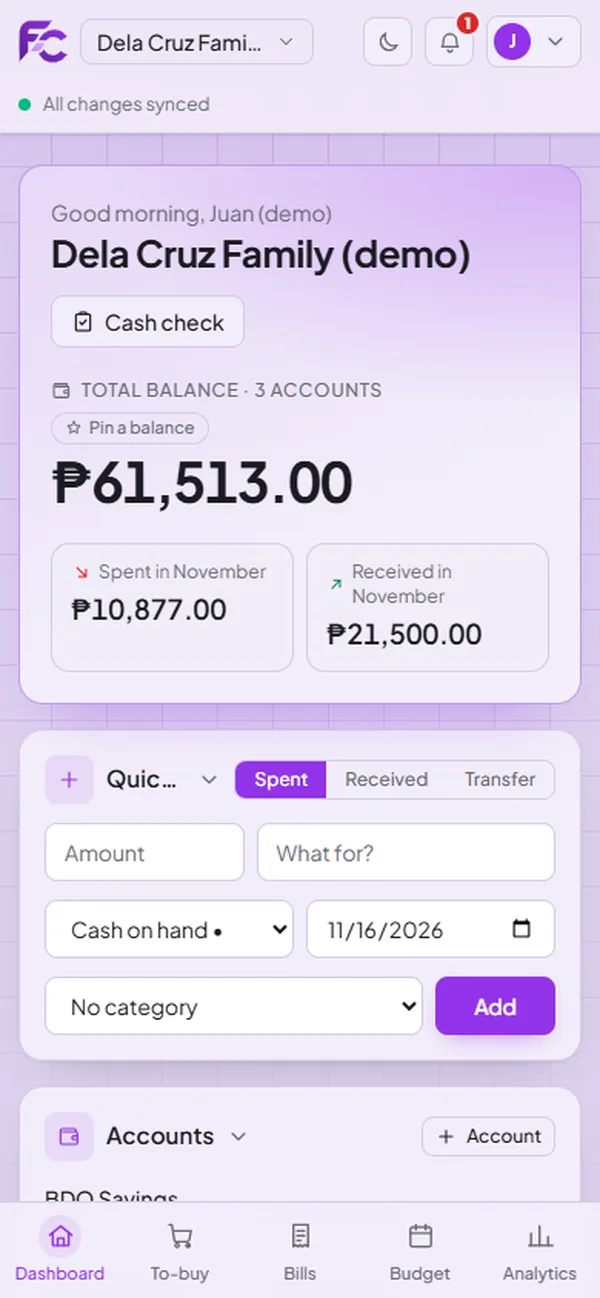 FC
Dela Cruz Fami...
1
J
All changes synced
Good morning, Juan (demo)
Dela Cruz Family (demo)
Cash check
TOTAL BALANCE · 3 ACCOUNTS
Pin a balance
₱61,513.00
Spent in November
₱10,877.00
Received in
November
₱21,500.00
Quic...
Spent
Received
Transfer
Amount
What for?
Cash on hand •
11/16/2026
No category
Add
Accounts
+ Account
BDO Savings
Dashboard
To-buy
Bills
Budget
Analytics